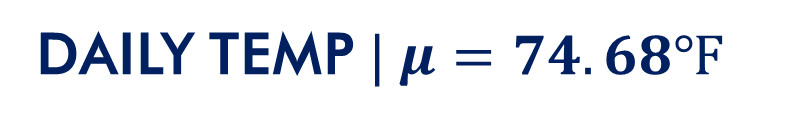 DAILY TEMP | 𝝁 = 𝟕𝟒.𝟔𝟖°F